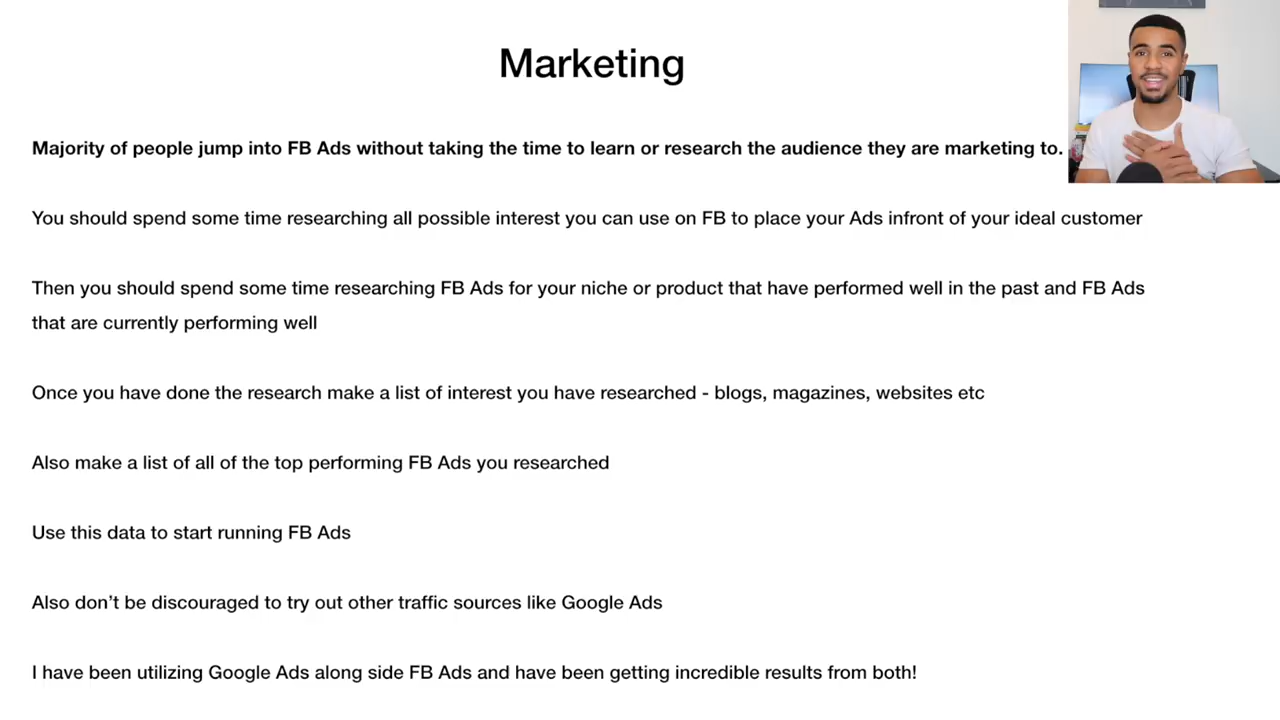 Marketing
Majority of people jump into FB Ads without taking the time to learn or research the audience they are marketing to.
You should spend some time researching all possible interest you can use on FB to place your Ads infront of your ideal customer
Then you should spend some time researching FB Ads for your niche or product that have performed well in the past and FB Ads
that are currently performing well
Once you have done the research make a list of interest you have researched - blogs, magazines, websites etc
Also make a list of all of the top performing FB Ads you researched
Use this data to start running FB Ads
Also don’t be discouraged to try out other traffic sources like Google Ads
I have been utilizing Google Ads along side FB Ads and have been getting incredible results from both!